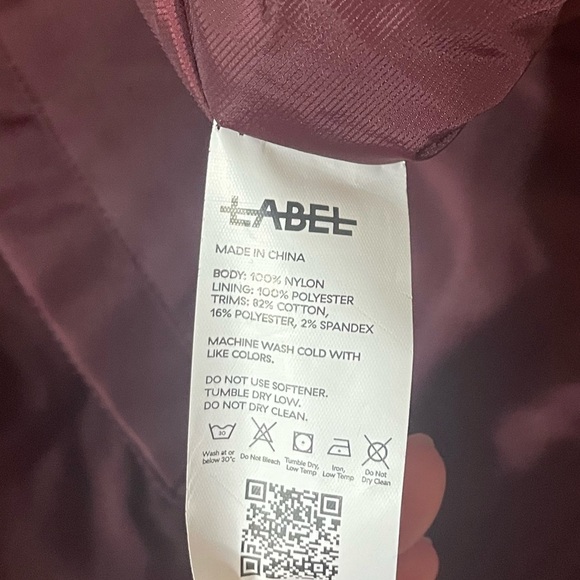 LABEL
MADE IN CHINA
BODY: 100% NYLON
LINING: 100% POLYESTER
TRIMS: 82% COTTON,
16% POLYESTER, 2% SPANDEX
MACHINE WASH COLD WITH
LIKE COLORS.
DO NOT USE SOFTENER.
TUMBLE DRY LOW.
DO NOT DRY CLEAN.
30
Wash at or below 30°c
Do Not Bleach
Tumble Dry, Low Temp
Iron, Low Temp
Do Not Dry Clean